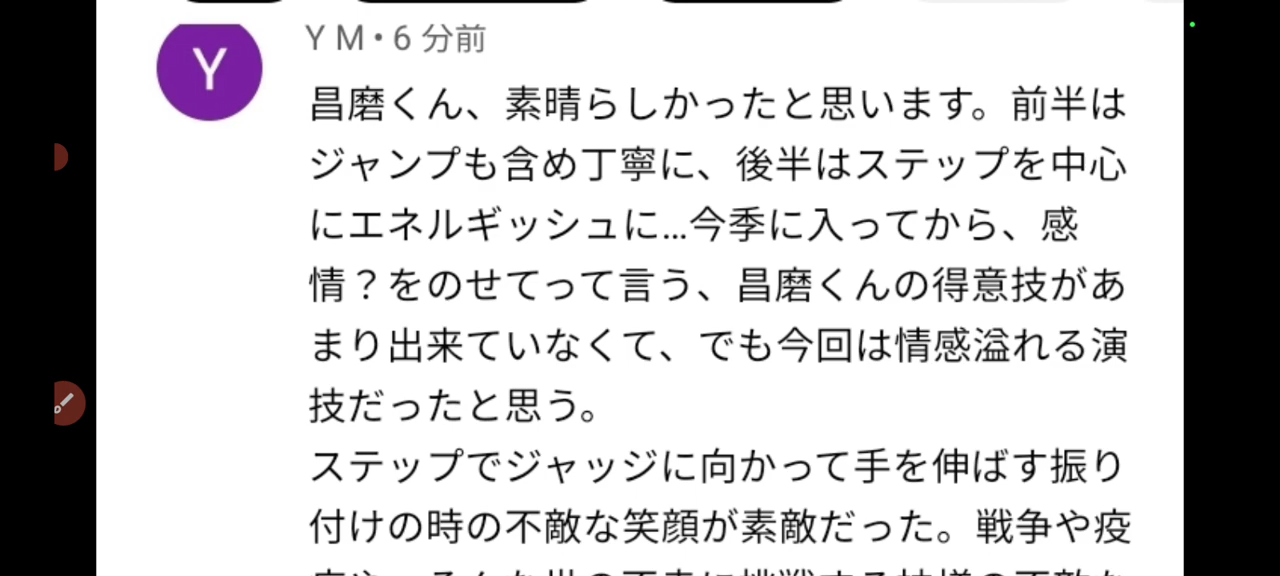 Y
Y M • 6 分前
昌磨くん、素晴らしかったと思います。前半は
ジャンプも含め丁寧に、後半はステップを中心
にエネルギッシュに...今季に入ってから、感
情？をのせてって言う、昌磨くんの得意技があ
まり出来ていなくて、でも今回は情感溢れる演
技だったと思う。
ステップでジャッジに向かって手を伸ばす振り
付けの時の不敵な笑顔が素敵だった。戦争や疫